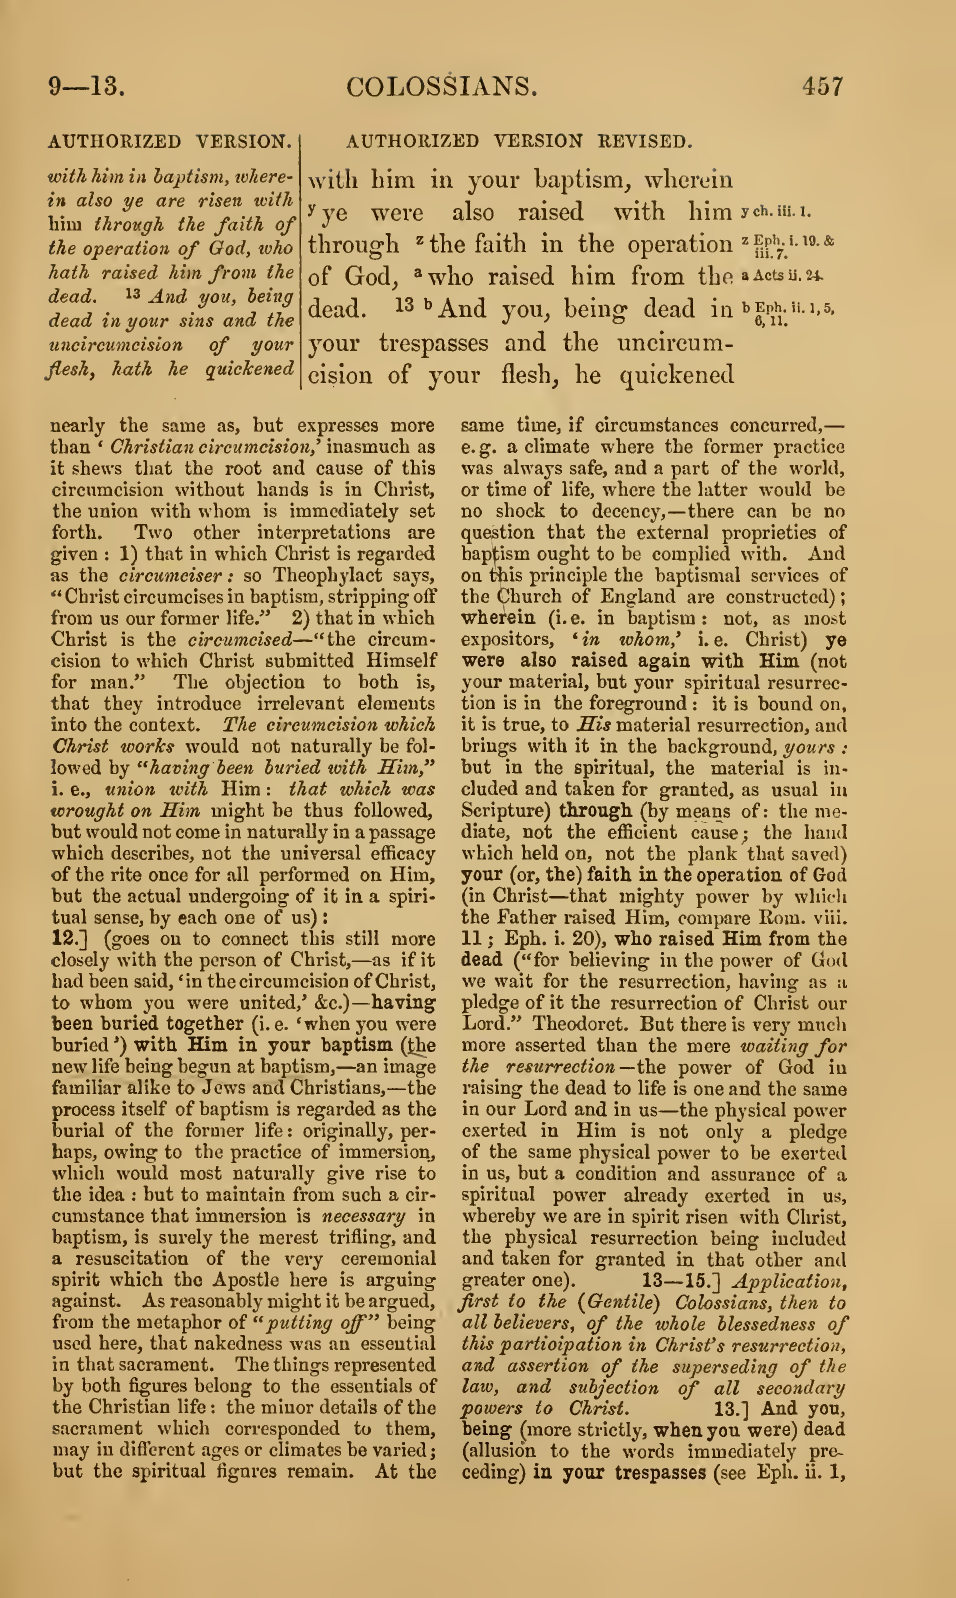 9—13.
COLOSSIANS.
457
AUTHORIZED VERSION.
with him in baptism, where-
in also ye are risen with
him through the faith of
the operation of God, who
hath raised him from the
dead. 13 And you, being
dead in your sins and the
uncircumcision of your
flesh, hath he quickened
AUTHORIZED VERSION REVISED.
with him in your baptism, wherein
y ye were also raised with him
through z the faith in the operation
of God, a who raised him from the
dead. 13 b And you, being dead in
your trespasses and the uncircum-
cision of your flesh, he quickened
y ch. iii. 1.
z Eph. i. 19. &
iii. 7.
a Acts ii. 24.
b Eph. ii. 1, 5,
6, 11.
nearly the same as, but expresses more
than ‘ Christian circumcision,’ inasmuch as
it shews that the root and cause of this
circumcision without hands is in Christ,
the union with whom is immediately set
forth. Two other interpretations are
given : 1) that in which Christ is regarded
as the circumciser : so Theophylact says,
“Christ circumcises in baptism, stripping off
from us our former life.” 2) that in which
Christ is the circumcised—“the circum-
cision to which Christ submitted Himself
for man.” The objection to both is,
that they introduce irrelevant elements
into the context. The circumcision which
Christ works would not naturally be fol-
lowed by “having been buried with Him,”
i. e., union with Him : that which was
wrought on Him might be thus followed,
but would not come in naturally in a passage
which describes, not the universal efficacy
of the rite once for all performed on Him,
but the actual undergoing of it in a spiri-
tual sense, by each one of us) :
12.] (goes on to connect this still more
closely with the person of Christ,—as if it
had been said, ‘in the circumcision of Christ,
to whom you were united,’ &c.)—having
been buried together (i. e. ‘when you were
buried’) with Him in your baptism (the
new life being begun at baptism,—an image
familiar alike to Jews and Christians,—the
process itself of baptism is regarded as the
burial of the former life : originally, per-
haps, owing to the practice of immersion,
which would most naturally give rise to
the idea : but to maintain from such a cir-
cumstance that immersion is necessary in
baptism, is surely the merest trifling, and
a resuscitation of the very ceremonial
spirit which the Apostle here is arguing
against. As reasonably might it be argued,
from the metaphor of “putting off” being
used here, that nakedness was an essential
in that sacrament. The things represented
by both figures belong to the essentials of
the Christian life : the minor details of the
sacrament which corresponded to them,
may in different ages or climates be varied ;
but the spiritual figures remain. At the
same time, if circumstances concurred,—
e. g. a climate where the former practice
was always safe, and a part of the world,
or time of life, where the latter would be
no shock to decency,—there can be no
question that the external proprieties of
baptism ought to be complied with. And
on this principle the baptismal services of
the Church of England are constructed) ;
wherein (i. e. in baptism : not, as most
expositors, ‘in whom,’ i. e. Christ) ye
were also raised again with Him (not
your material, but your spiritual resurrec-
tion is in the foreground : it is bound on,
it is true, to His material resurrection, and
brings with it in the background, yours :
but in the spiritual, the material is in-
cluded and taken for granted, as usual in
Scripture) through (by means of : the me-
diate, not the efficient cause ; the hand
which held on, not the plank that saved)
your (or, the) faith in the operation of God
(in Christ—that mighty power by which
the Father raised Him, compare Rom. viii.
11 ; Eph. i. 20), who raised Him from the
dead (“for believing in the power of God
we wait for the resurrection, having as a
pledge of it the resurrection of Christ our
Lord.” Theodoret. But there is very much
more asserted than the mere waiting for
the resurrection—the power of God in
raising the dead to life is one and the same
in our Lord and in us—the physical power
exerted in Him is not only a pledge
of the same physical power to be exerted
in us, but a condition and assurance of a
spiritual power already exerted in us,
whereby we are in spirit risen with Christ,
the physical resurrection being included
and taken for granted in that other and
greater one). 13—15.] Application,
first to the (Gentile) Colossians, then to
all believers, of the whole blessedness of
this participation in Christ’s resurrection,
and assertion of the superseding of the
law, and subjection of all secondary
powers to Christ. 13.] And you,
being (more strictly, when you were) dead
(allusion to the words immediately pre-
ceding) in your trespasses (see Eph. ii. 1,